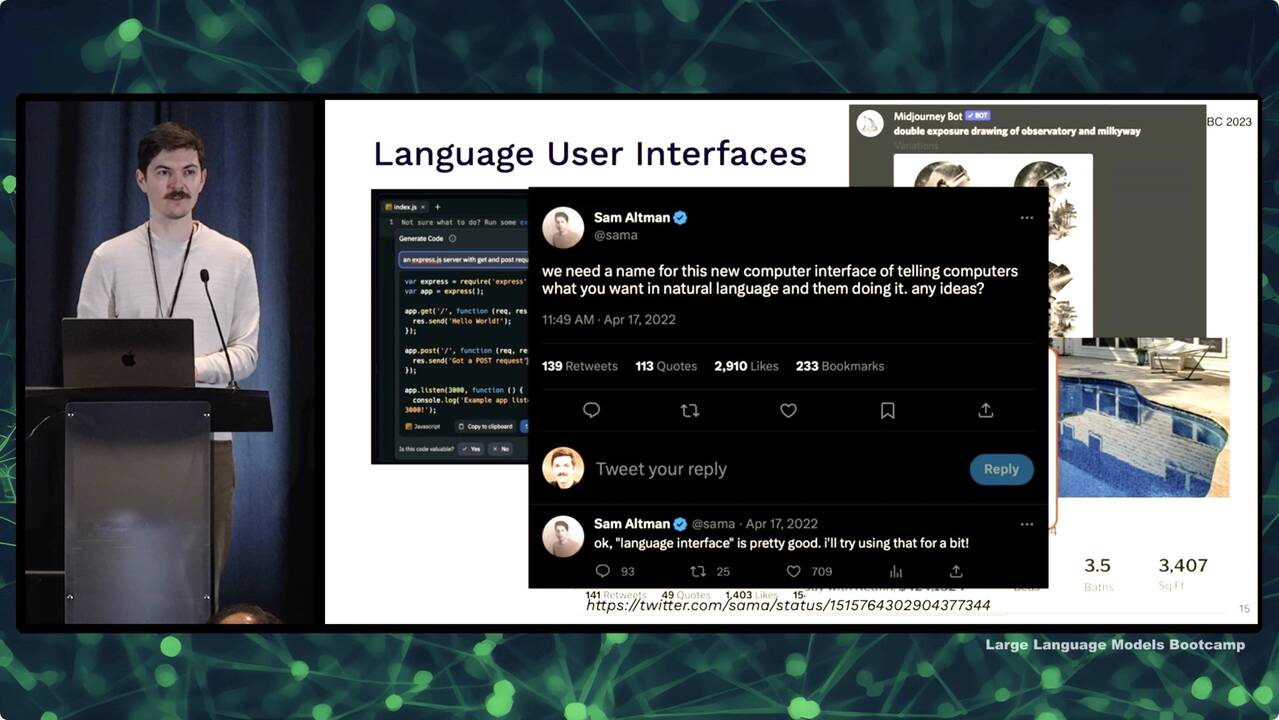 Language User Interfaces
BC 2023
Midjourney Bot BOT
double exposure drawing of observatory and milkyway
Variations
index.js × +
1 Not sure what to do? Run some
Generate Code
an express.js server with get and post requ
var express = require('express'
var app = express();
app.get('/', function (req, res
res.send('Hello World!');
});
app.post('/', function (req, re
res.send('Got a POST request'
});
app.listen(3000, function () {
console.log('Example app list
3000!');
Javascript Copy to clipboard
Is this code valuable? Yes No
Sam Altman
@sama
we need a name for this new computer interface of telling computers
what you want in natural language and them doing it. any ideas?
11:49 AM · Apr 17, 2022
139 Retweets 113 Quotes 2,910 Likes 233 Bookmarks
Tweet your reply
Reply
Sam Altman @sama · Apr 17, 2022
ok, "language interface" is pretty good. i'll try using that for a bit!
93 25 709
3.5 3,407
Baths Sq Ft
141 Retweets 49 Quotes 1,403 Likes 15
https://twitter.com/sama/status/1515764302904377344
15
Large Language Models Bootcamp